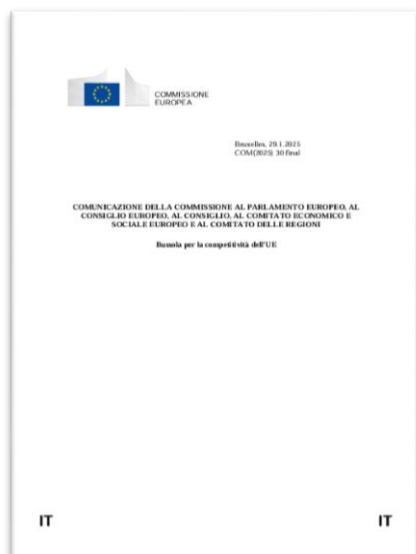 COMMISSIONE
EUROPEA
Bruxelles, 29.1.2025
COM(2025) 30 final
COMUNICAZIONE DELLA COMMISSIONE AL PARLAMENTO EUROPEO, AL
CONSIGLIO EUROPEO, AL CONSIGLIO, AL COMITATO ECONOMICO E
SOCIALE EUROPEO E AL COMITATO DELLE REGIONI
Bussola per la competitività dell'UE
IT IT